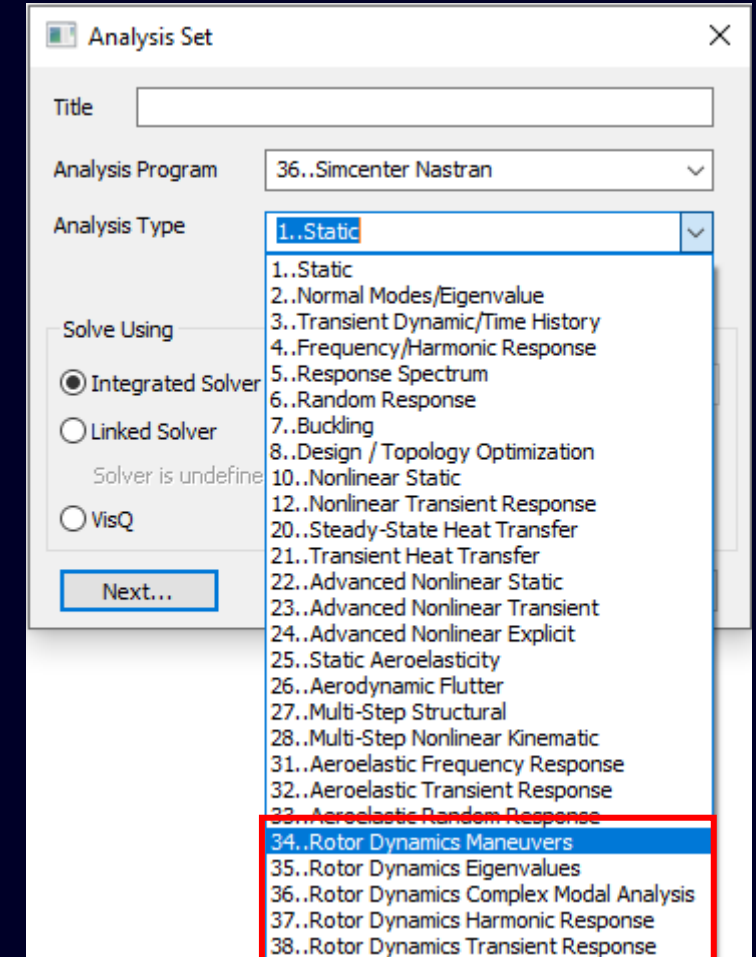 Analysis Set
Title
Analysis Program 36..Simcenter Nastran
Analysis Type 1..Static
1..Static
2..Normal Modes/Eigenvalue
3..Transient Dynamic/Time History
4..Frequency/Harmonic Response
5..Response Spectrum
6..Random Response
7..Buckling
8..Design / Topology Optimization
10..Nonlinear Static
12..Nonlinear Transient Response
20..Steady-State Heat Transfer
21..Transient Heat Transfer
22..Advanced Nonlinear Static
23..Advanced Nonlinear Transient
24..Advanced Nonlinear Explicit
25..Static Aeroelasticity
26..Aerodynamic Flutter
27..Multi-Step Structural
28..Multi-Step Nonlinear Kinematic
31..Aeroelastic Frequency Response
32..Aeroelastic Transient Response
33..Aeroelastic Random Response
34..Rotor Dynamics Maneuvers
35..Rotor Dynamics Eigenvalues
36..Rotor Dynamics Complex Modal Analysis
37..Rotor Dynamics Harmonic Response
38..Rotor Dynamics Transient Response
Solve Using
Integrated Solver
Linked Solver
Solver is undefine
VisQ
Next...